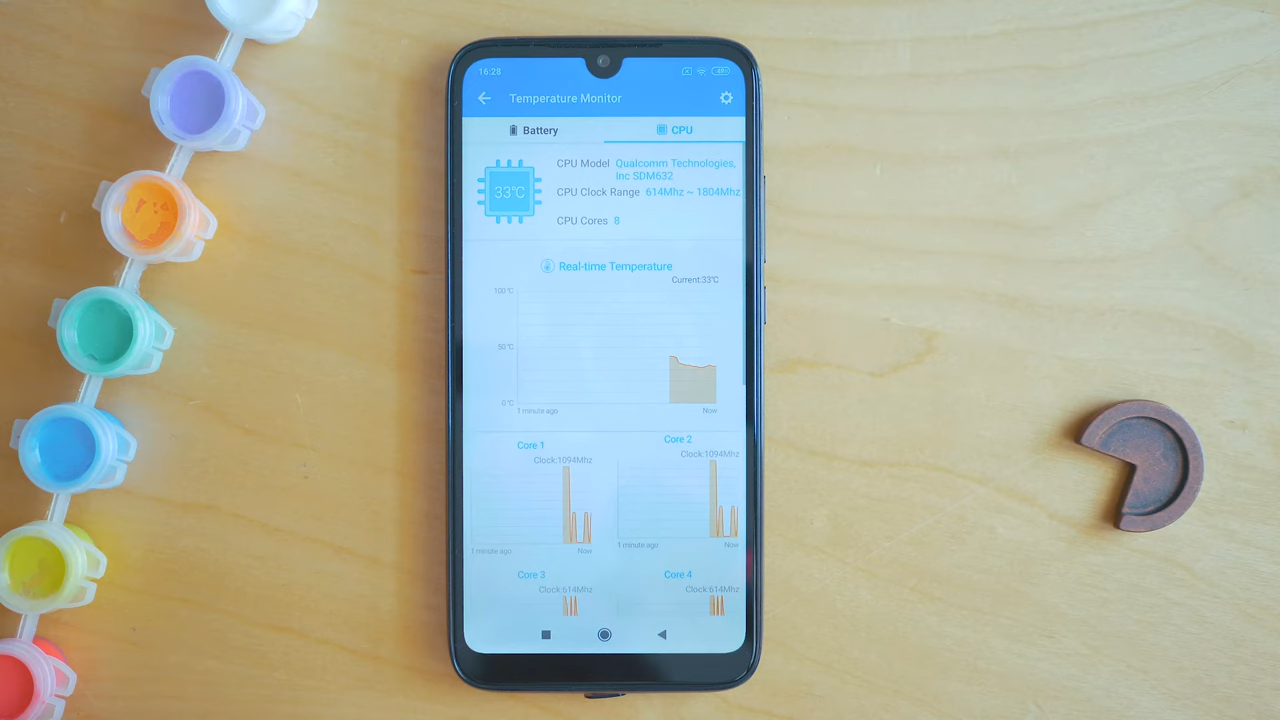 16:28
Temperature Monitor
Battery
CPU
CPU Model Qualcomm Technologies,
Inc SDM632
CPU Clock Range 614Mhz ~ 1804Mhz
CPU Cores 8
33℃
Real-time Temperature
Current:33℃
100 ℃
50 ℃
0 ℃
1 minute ago Now
Core 1
Clock:1094Mhz
1 minute ago Now
Core 2
Clock:1094Mhz
1 minute ago Now
Core 3
Clock:614Mhz
Core 4
Clock:614Mhz